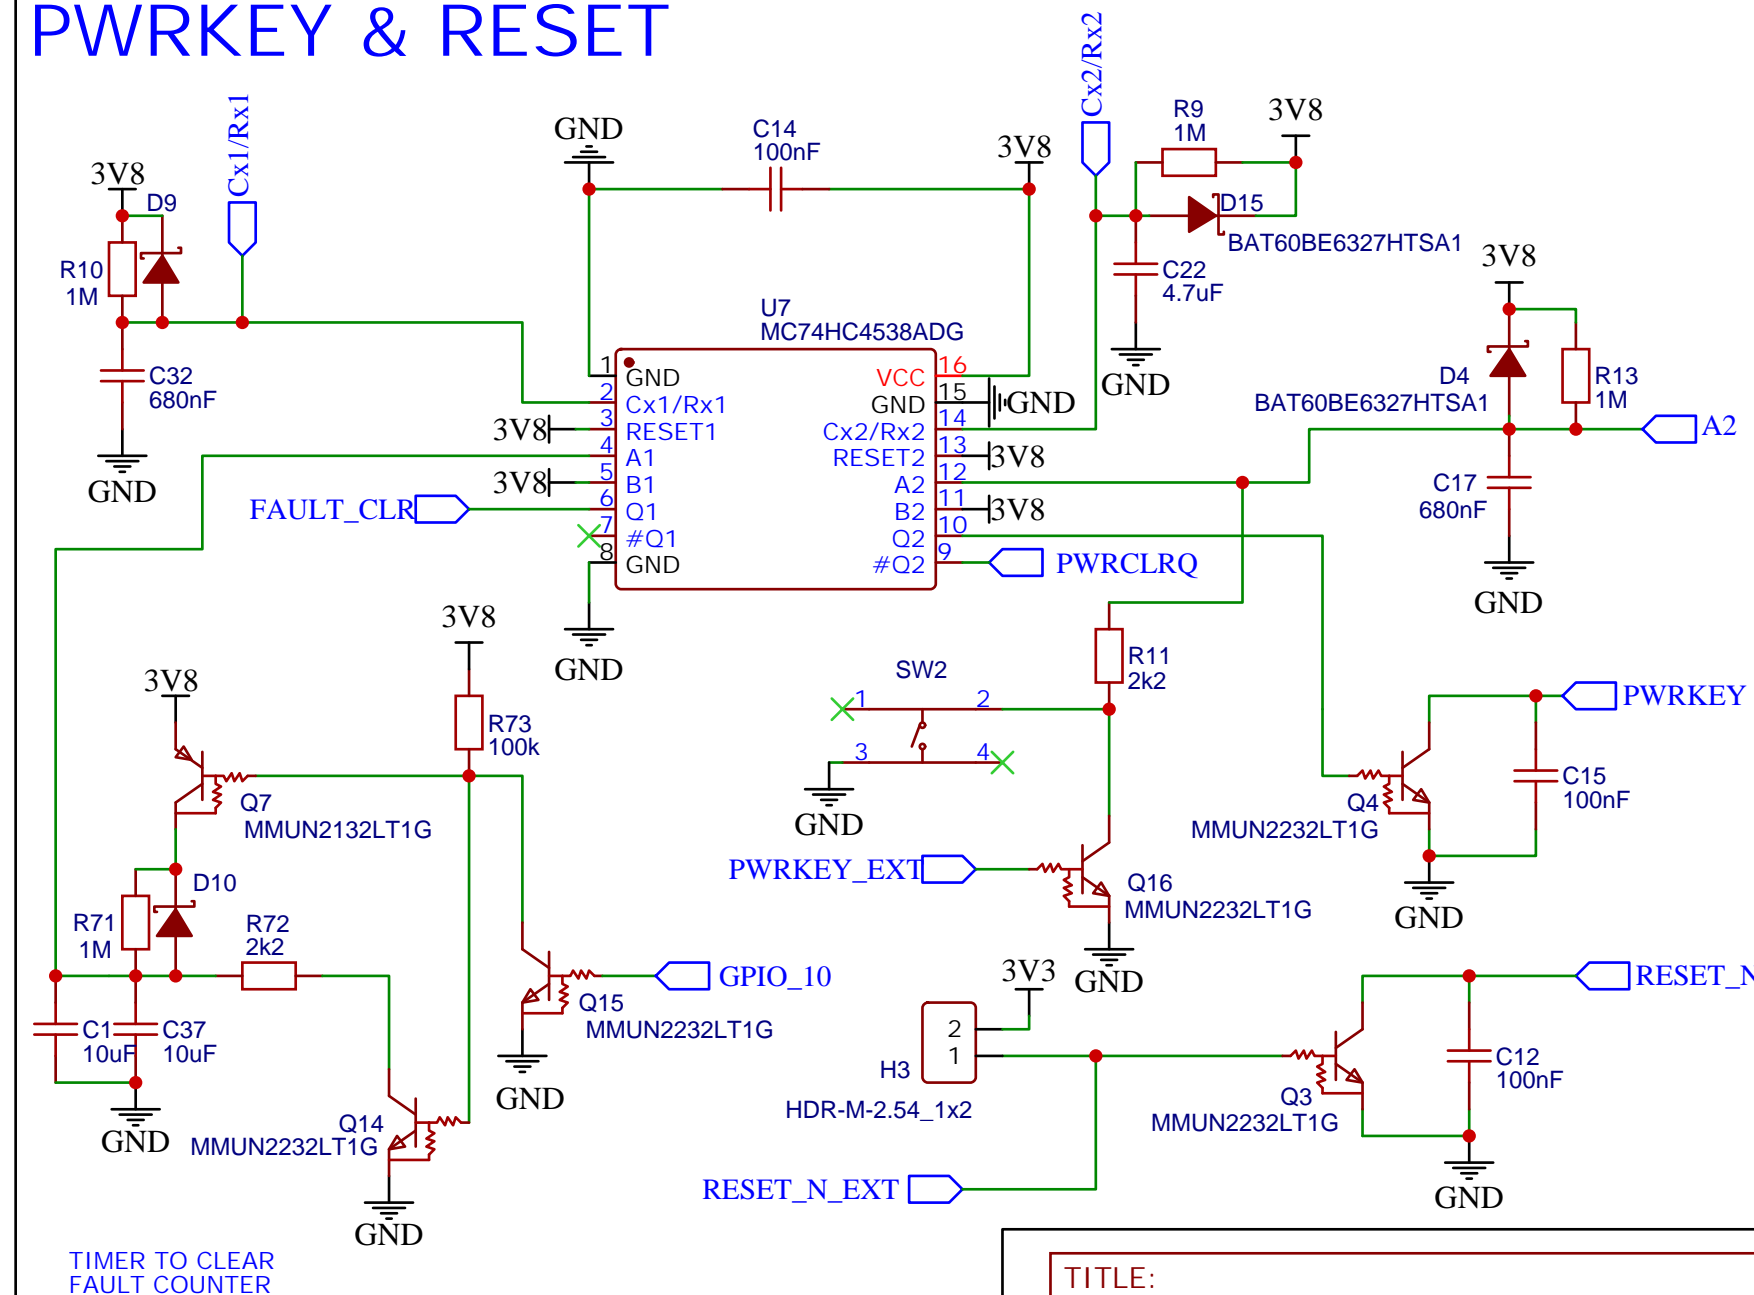 PWRKEY & RESET
Cx1/Rx1
Cx2/Rx2
GND
C14
100nF
3V8
R9
1M
3V8
3V8
D9
D15
BAT60BE6327HTSA1
R10
1M
C22
4.7uF
3V8
U7
MC74HC4538ADG
C32
680nF
GND
1 GND
2 Cx1/Rx1
3V8 3 RESET1
4 A1
3V8 5 B1
FAULT_CLR 6 Q1
7 #Q1
8 GND
VCC 16
GND 15 GND
Cx2/Rx2 14
RESET2 13 3V8
A2 12
B2 11 3V8
Q2 10
#Q2 9 PWRCLRQ
GND
D4
BAT60BE6327HTSA1
R13
1M
A2
C17
680nF
GND
GND
3V8
R73
100k
3V8
SW2
1 2
3 4
R11
2k2
GND
PWRKEY
Q7
MMUN2132LT1G
Q4
MMUN2232LT1G
C15
100nF
GND
PWRKEY_EXT
Q16
MMUN2232LT1G
GND
D10
R71
1M
R72
2k2
C1
10uF
C37
10uF
GND
GPIO_10
Q15
MMUN2232LT1G
GND
Q14
MMUN2232LT1G
GND
3V3
2
1
H3
HDR-M-2.54_1x2
RESET_N
Q3
MMUN2232LT1G
C12
100nF
GND
RESET_N_EXT
TIMER TO CLEAR
FAULT COUNTER
TITLE: